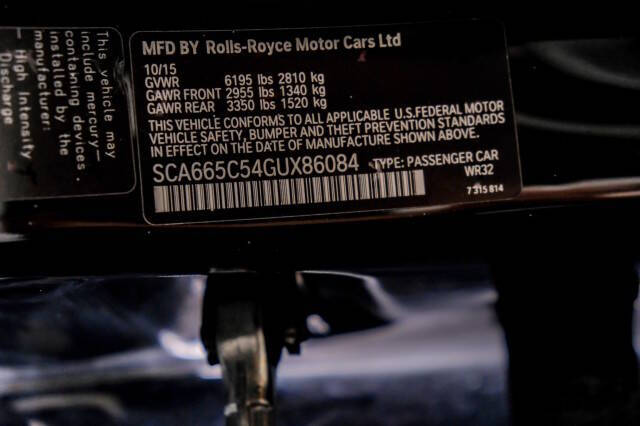 This vehicle may
include mercury-
containing devices
installed by the
manufacturer:
- High Intensity
Discharge
MFD BY Rolls-Royce Motor Cars Ltd
10/15
GVWR 6195 lbs 2810 kg
GAWR FRONT 2955 lbs 1340 kg
GAWR REAR 3350 lbs 1520 kg
THIS VEHICLE CONFORMS TO ALL APPLICABLE U.S.FEDERAL MOTOR
VEHICLE SAFETY, BUMPER AND THEFT PREVENTION STANDARDS
IN EFFECT ON THE DATE OF MANUFACTURE SHOWN ABOVE.
SCA665C54GUX86084 TYPE: PASSENGER CAR
WR32
7 315 814